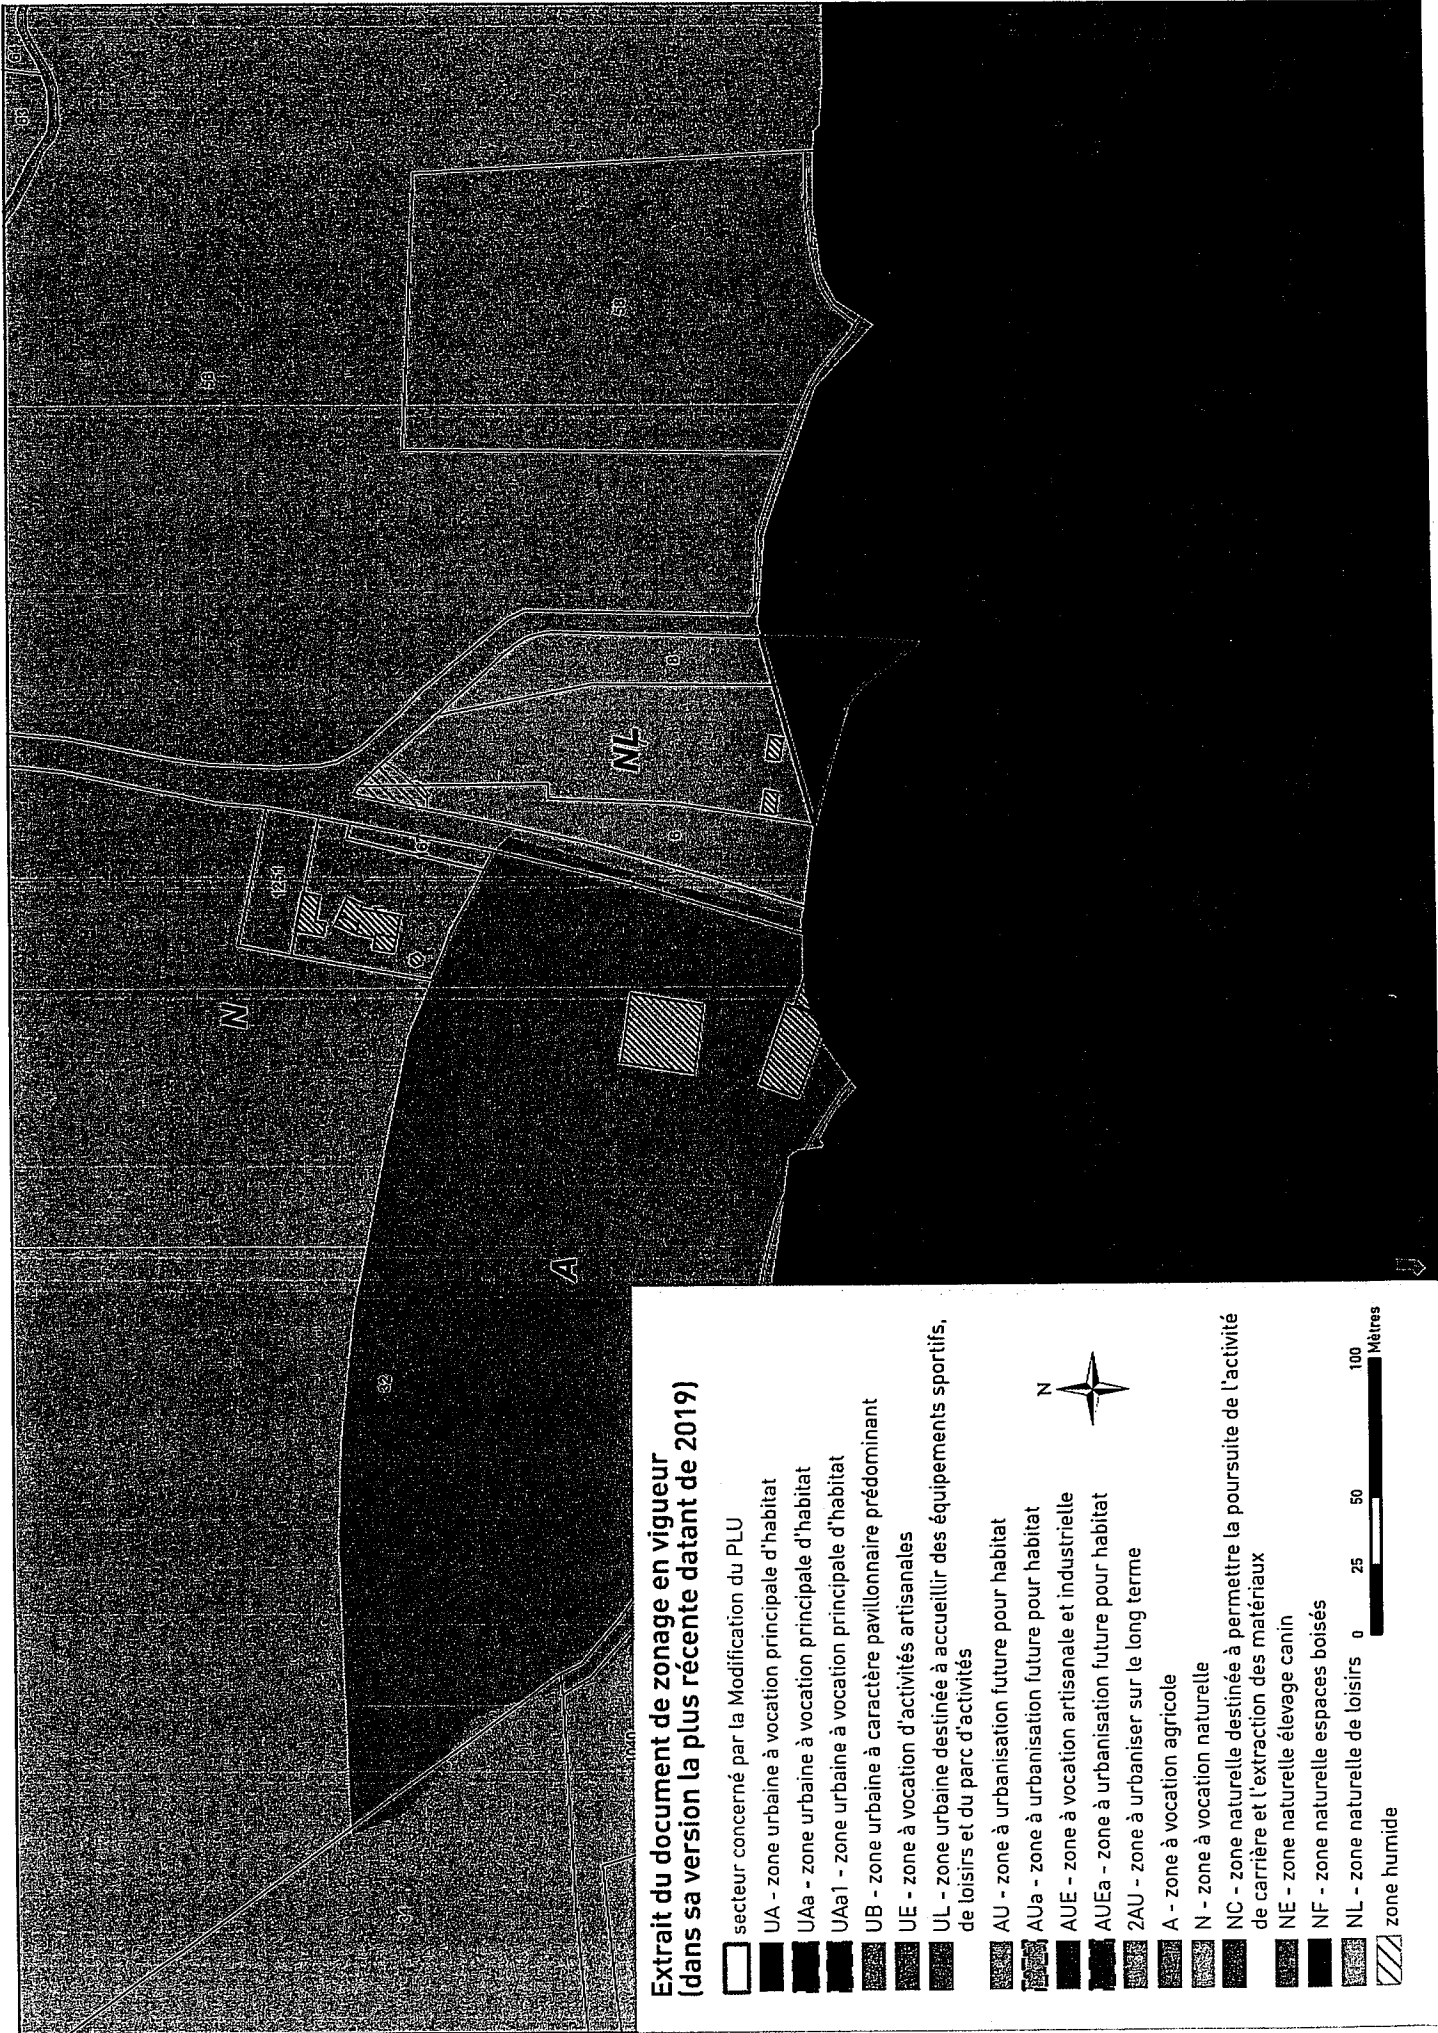 Extrait du document de zonage en vigueur
(dans sa version la plus récente datant de 2019)
secteur concerné par la Modification du PLU
UA - zone urbaine à vocation principale d'habitat
UAa - zone urbaine à vocation principale d'habitat
UAa1 - zone urbaine à vocation principale d'habitat
UB - zone urbaine à caractère pavillonnaire prédominant
UE - zone à vocation d'activités artisanales
UL - zone urbaine destinée à accueillir des équipements sportifs,
de loisirs et du parc d'activités
AU - zone à urbanisation future pour habitat
AUa - zone à urbanisation future pour habitat
AUE - zone à vocation artisanale et industrielle
AUEa - zone à urbanisation future pour habitat
2AU - zone à urbaniser sur le long terme
A - zone à vocation agricole
N - zone à vocation naturelle
NC - zone naturelle destinée à permettre la poursuite de l'activité
de carrière et l'extraction des matériaux
NE - zone naturelle élevage canin
NF - zone naturelle espaces boisés
NL - zone naturelle de loisirs
zone humide
N
0 25 50 100
Mètres
N
A
NL
32
1251
59
58